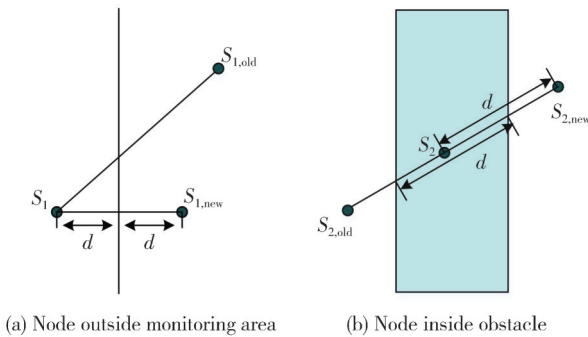 S₁,old
S₁
S₁,new
d
d
(a) Node outside monitoring area
d
S₂,new
S₂
d
S₂,old
(b) Node inside obstacle